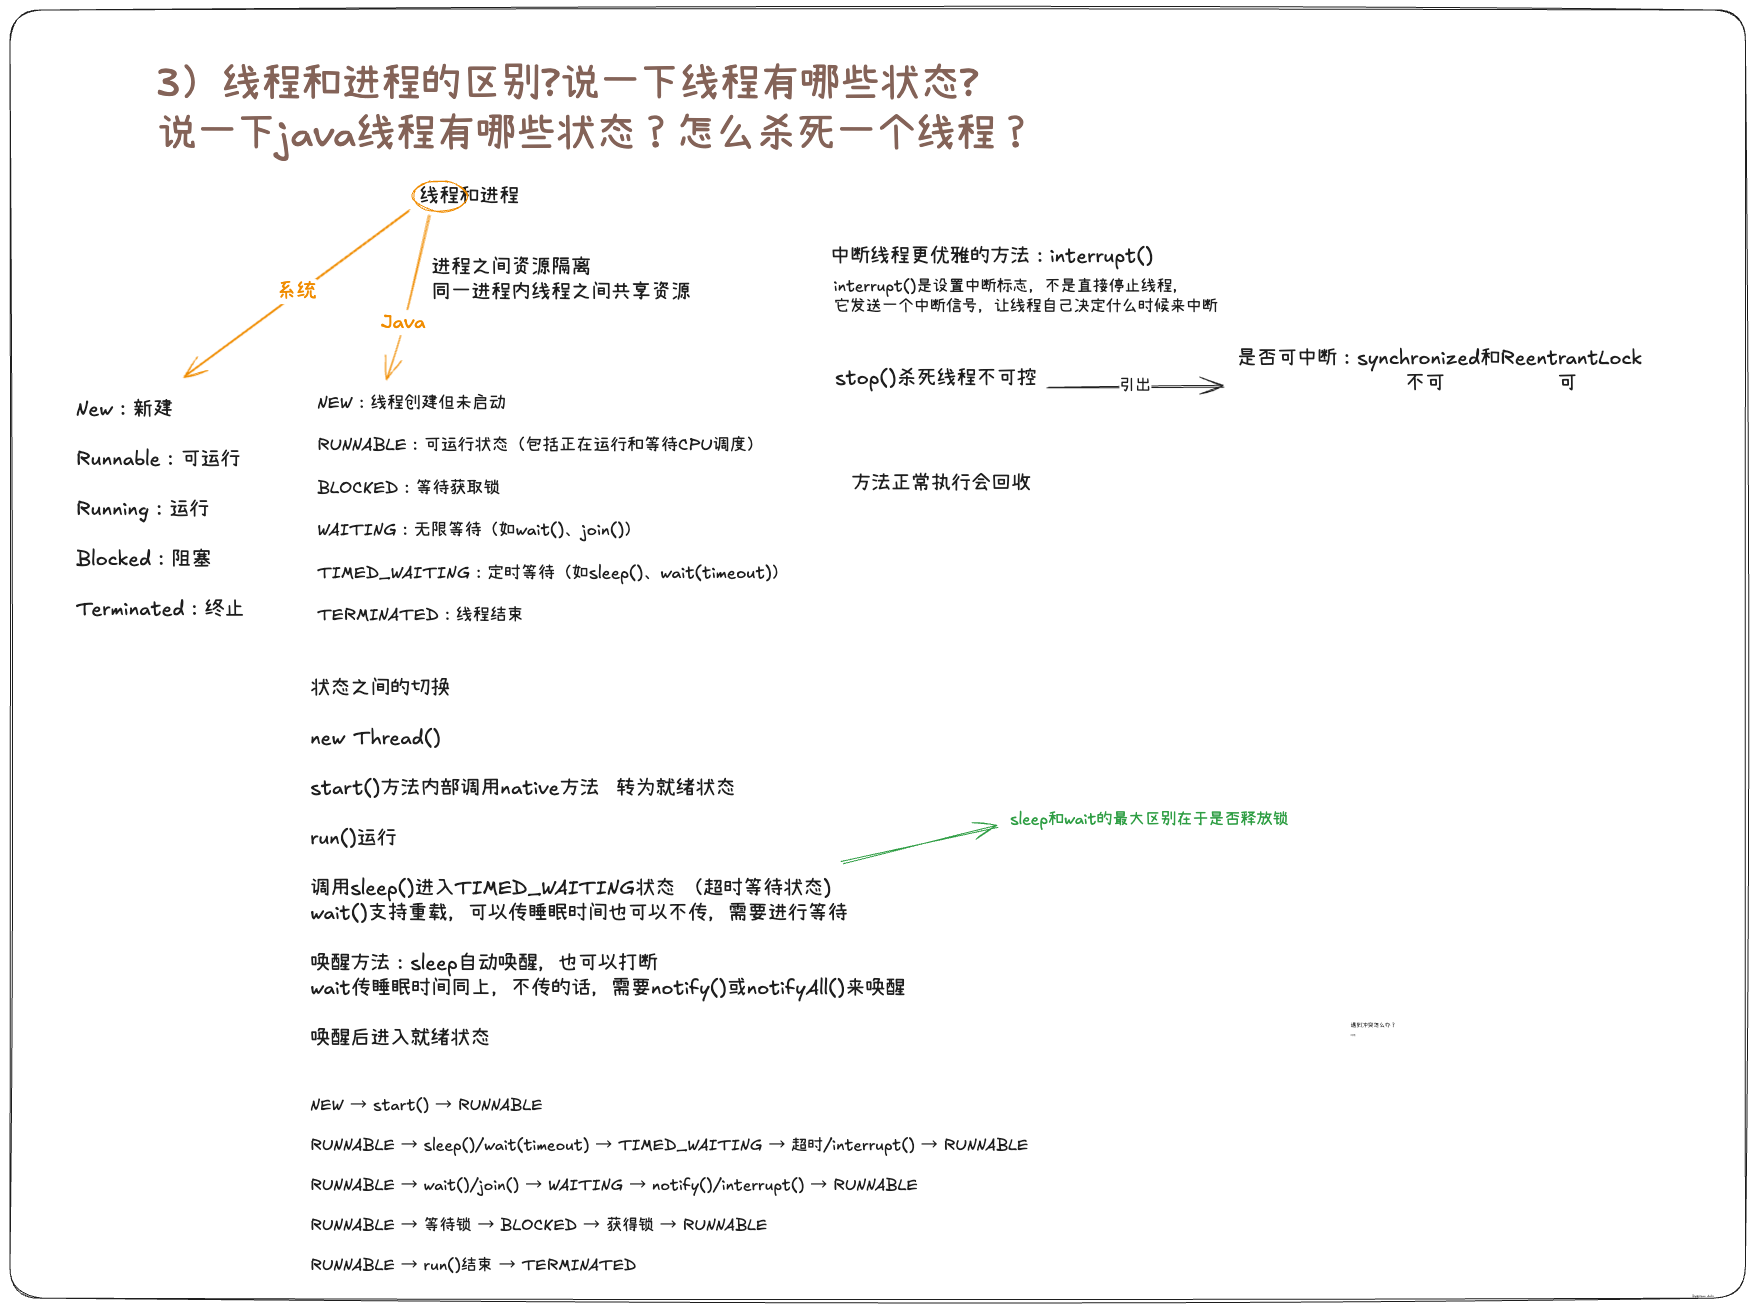 3）线程和进程的区别?说一下线程有哪些状态?
说一下java线程有哪些状态？怎么杀死一个线程？
线程和进程
进程之间资源隔离
同一进程内线程之间共享资源
系统
Java
New：新建
Runnable：可运行
Running：运行
Blocked：阻塞
Terminated：终止
NEW：线程创建但未启动
RUNNABLE：可运行状态（包括正在运行和等待CPU调度）
BLOCKED：等待获取锁
WAITING：无限等待（如wait()、join()）
TIMED_WAITING：定时等待（如sleep()、wait(timeout)）
TERMINATED：线程结束
中断线程更优雅的方法：interrupt()
interrupt()是设置中断标志，不是直接停止线程，
它发送一个中断信号，让线程自己决定什么时候来中断
stop()杀死线程不可控
引出
是否可中断：synchronized和ReentrantLock
不可 可
方法正常执行会回收
状态之间的切换
new Thread()
start()方法内部调用native方法 转为就绪状态
run()运行
调用sleep()进入TIMED_WAITING状态 （超时等待状态)
wait()支持重载，可以传睡眠时间也可以不传，需要进行等待
sleep和wait的最大区别在于是否释放锁
唤醒方法：sleep自动唤醒，也可以打断
wait传睡眠时间同上，不传的话，需要notify()或notifyAll()来唤醒
唤醒后进入就绪状态
遇到冲突怎么办？
NEW → start() → RUNNABLE
RUNNABLE → sleep()/wait(timeout) → TIMED_WAITING → 超时/interrupt() → RUNNABLE
RUNNABLE → wait()/join() → WAITING → notify()/interrupt() → RUNNABLE
RUNNABLE → 等待锁 → BLOCKED → 获得锁 → RUNNABLE
RUNNABLE → run()结束 → TERMINATED